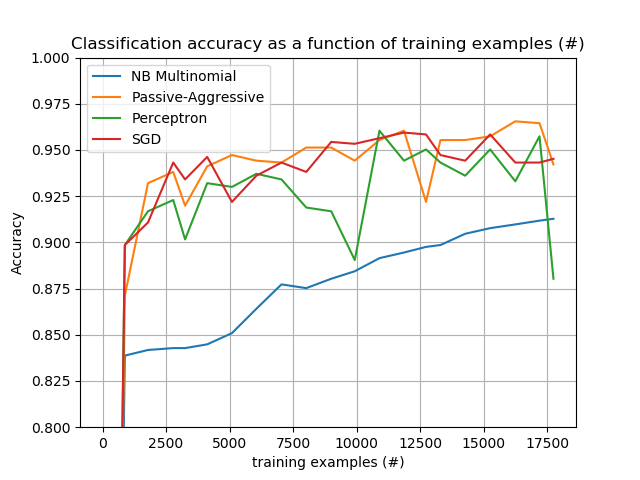 Classification accuracy as a function of training examples (#)
NB Multinomial
Passive-Aggressive
Perceptron
SGD
1.000
0.975
0.950
0.925
0.900
0.875
0.850
0.825
0.800
Accuracy
0 2500 5000 7500 10000 12500 15000 17500
training examples (#)